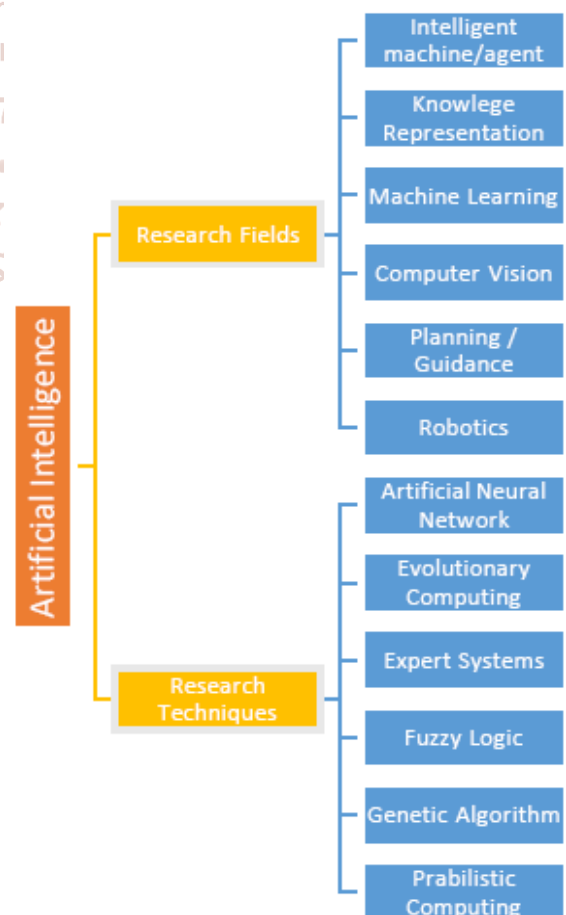 Artificial Intelligence
Research Fields
Intelligent
machine/agent
Knowlege
Representation
Machine Learning
Computer Vision
Planning /
Guidance
Robotics
Research
Techniques
Artificial Neural
Network
Evolutionary
Computing
Expert Systems
Fuzzy Logic
Genetic Algorithm
Prabilistic
Computing